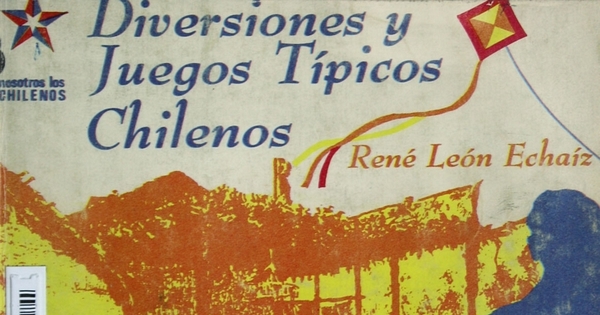 Diversiones y
Juegos Típicos
Chilenos
nosotros los
CHILENOS
René León Echaíz